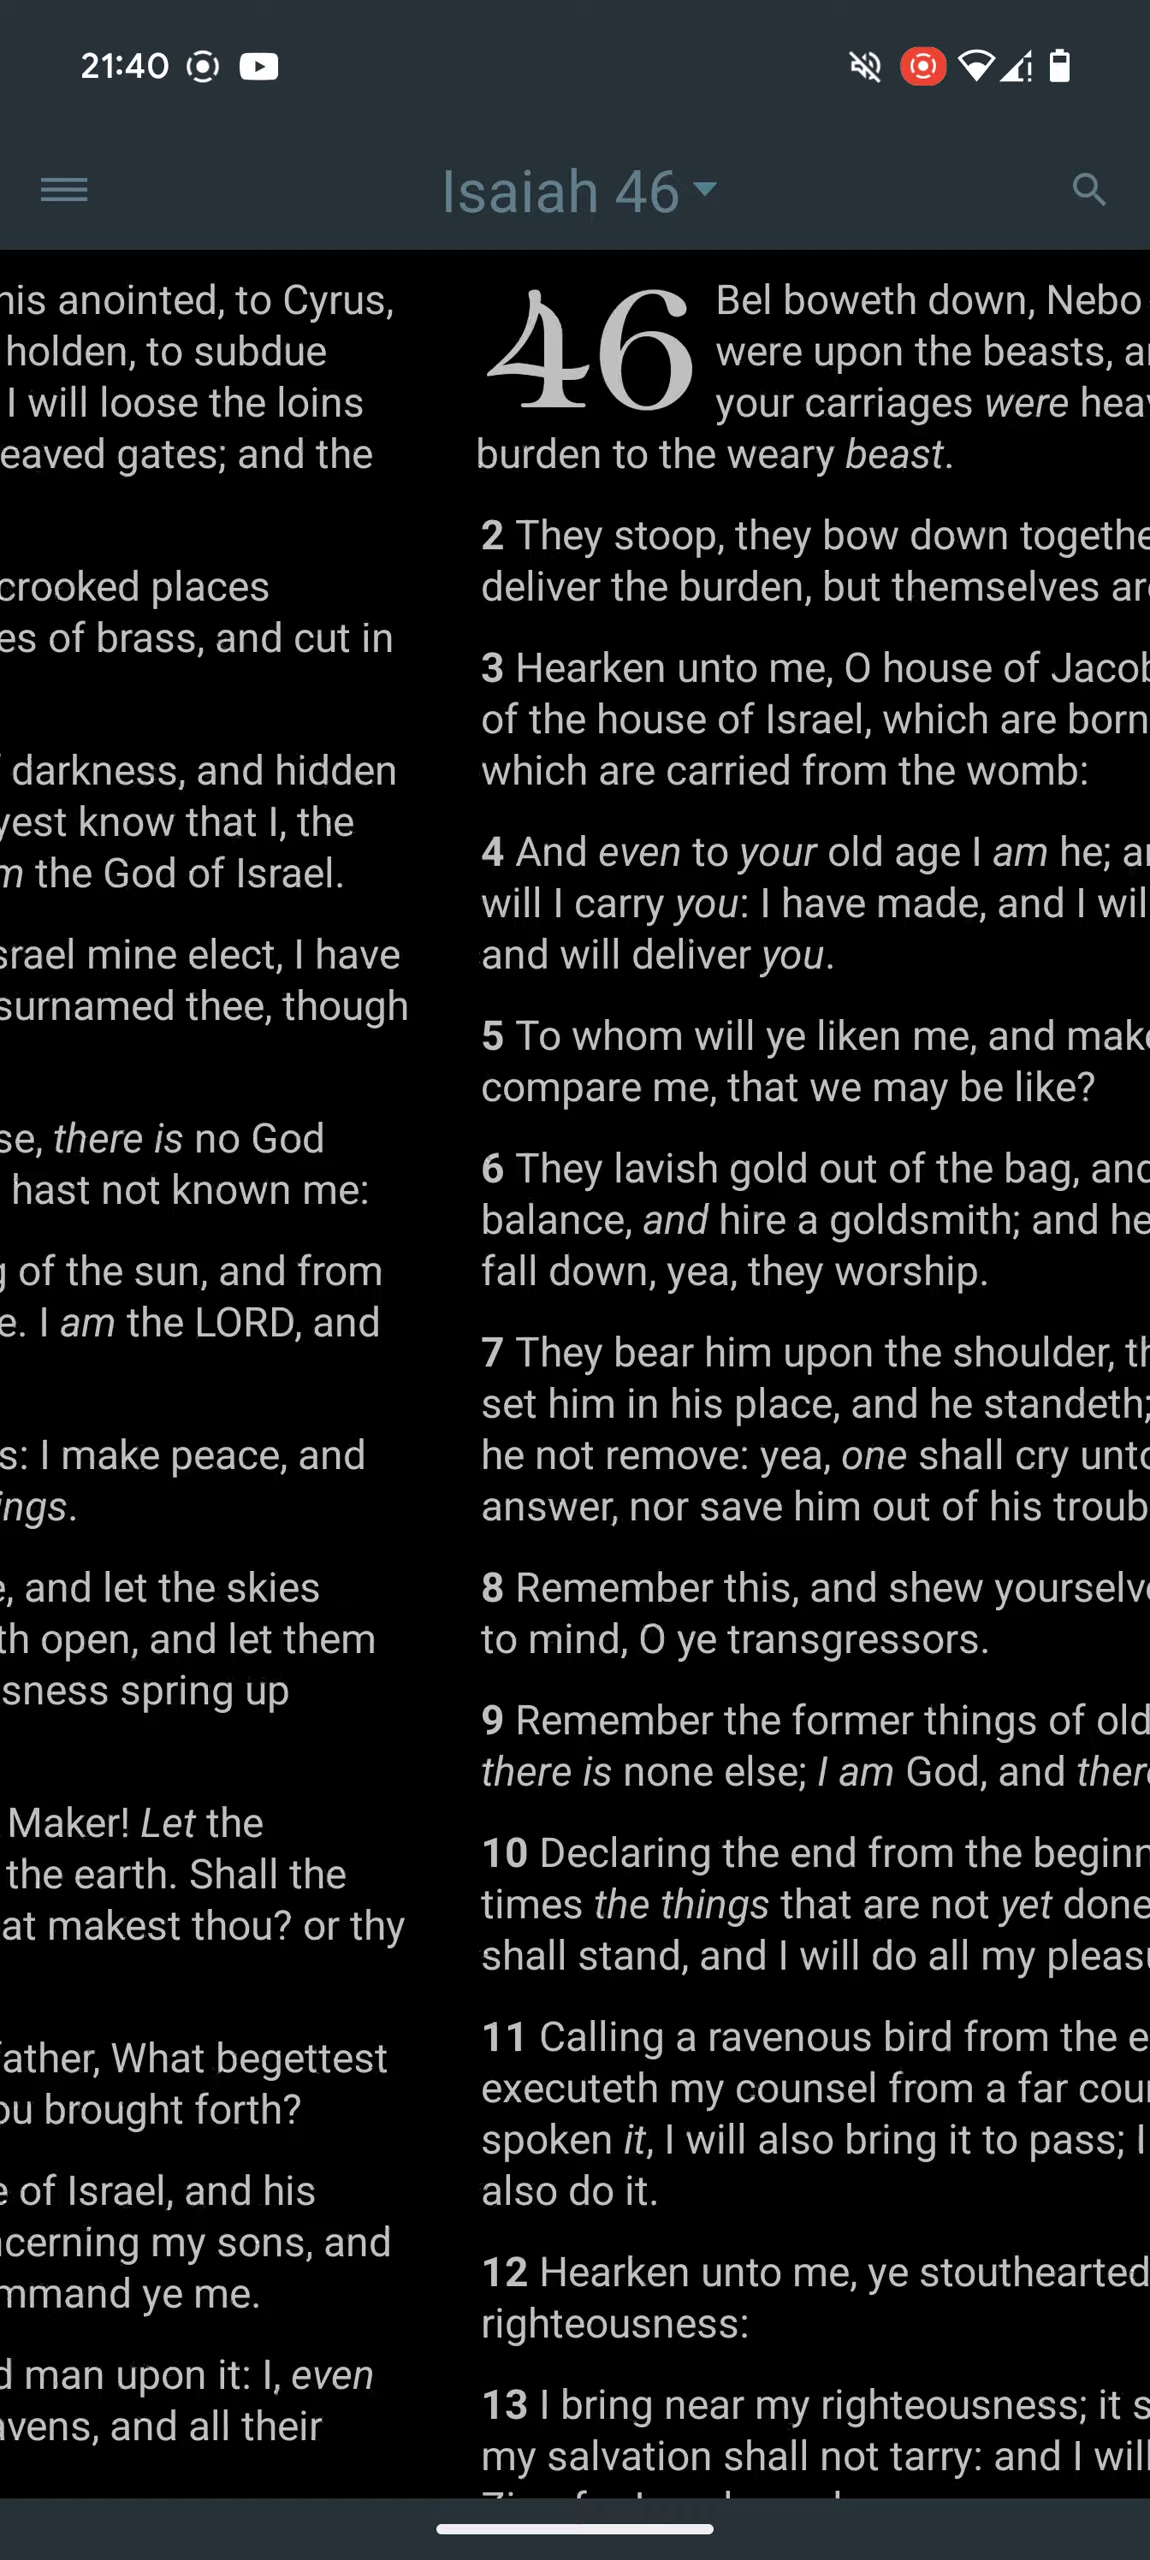 21:40
Isaiah 46
his anointed, to Cyrus,
holden, to subdue
I will loose the loins
eaved gates; and the
crooked places
es of brass, and cut in
darkness, and hidden
yest know that I, the
m the God of Israel.
srael mine elect, I have
surnamed thee, though
se, there is no God
hast not known me:
g of the sun, and from
e. I am the LORD, and
s: I make peace, and
ings.
e, and let the skies
th open, and let them
sness spring up
Maker! Let the
the earth. Shall the
at makest thou? or thy
father, What begettest
ou brought forth?
e of Israel, and his
ncerning my sons, and
mmand ye me.
d man upon it: I, even
avens, and all their
46 Bel boweth down, Nebo
were upon the beasts, a
your carriages were hea
burden to the weary beast.
2 They stoop, they bow down togethe
deliver the burden, but themselves ar
3 Hearken unto me, O house of Jacob
of the house of Israel, which are born
which are carried from the womb:
4 And even to your old age I am he; a
will I carry you: I have made, and I wil
and will deliver you.
5 To whom will ye liken me, and make
compare me, that we may be like?
6 They lavish gold out of the bag, and
balance, and hire a goldsmith; and he
fall down, yea, they worship.
7 They bear him upon the shoulder, th
set him in his place, and he standeth;
he not remove: yea, one shall cry unto
answer, nor save him out of his troub
8 Remember this, and shew yourselve
to mind, O ye transgressors.
9 Remember the former things of old
there is none else; I am God, and there
10 Declaring the end from the beginn
times the things that are not yet done
shall stand, and I will do all my pleasu
11 Calling a ravenous bird from the e
executeth my counsel from a far cou
spoken it, I will also bring it to pass; I
also do it.
12 Hearken unto me, ye stouthearted
righteousness:
13 I bring near my righteousness; it s
my salvation shall not tarry: and I will